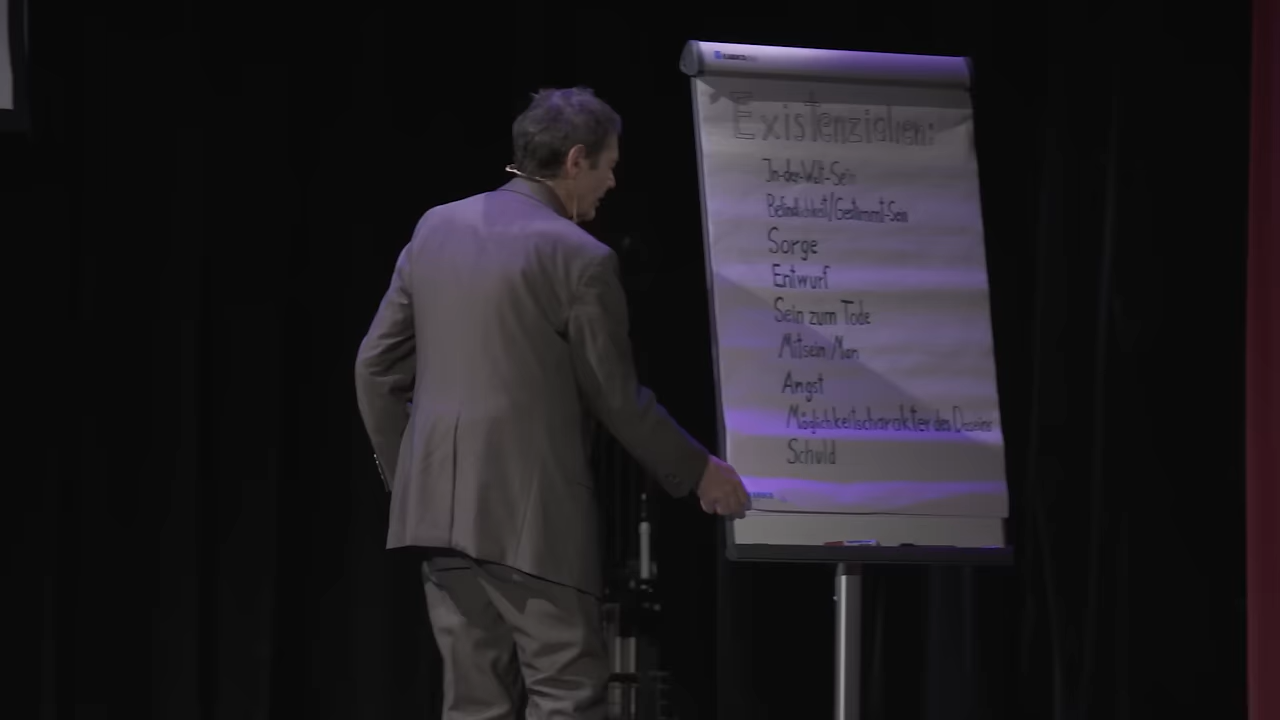 Existenzialien:
In-der-Welt-Sein
Befindlichkeit/Gestimmt-Sein
Sorge
Entwurf
Sein zum Tode
Mitsein/Man
Angst
Möglichkeitscharakter des Daseins
Schuld